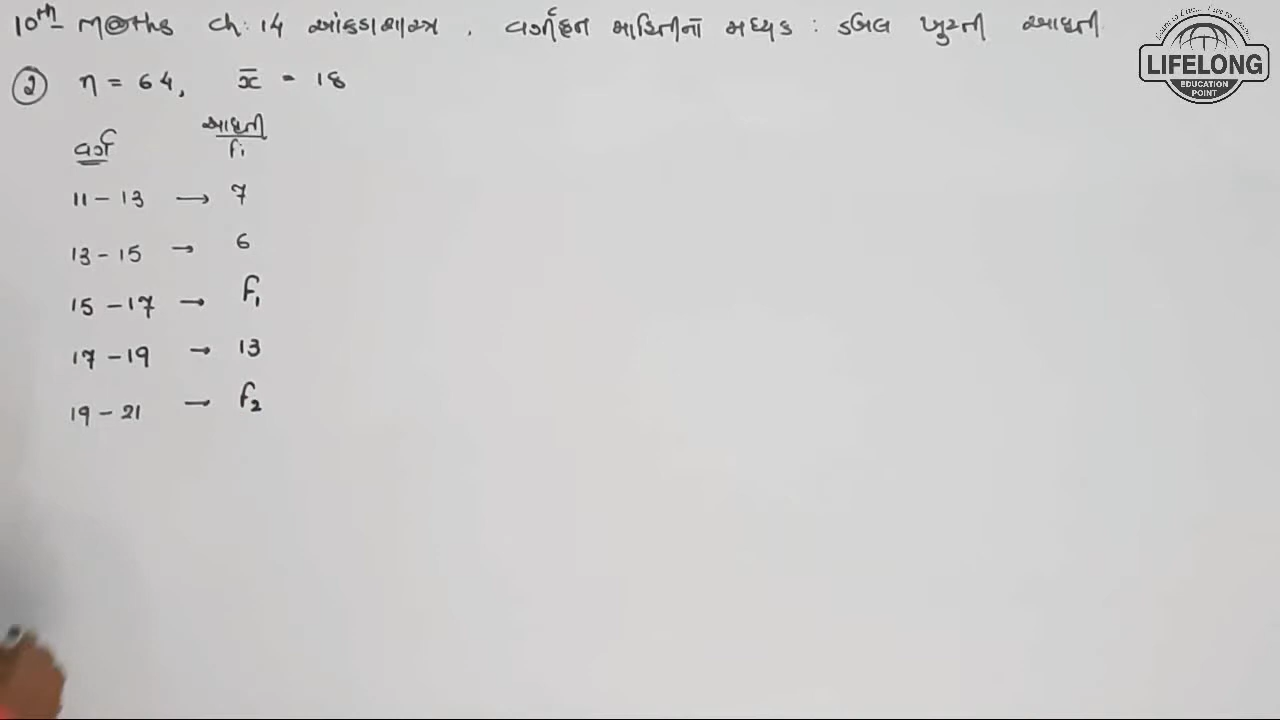 10th Maths Ch: 14 આંકડાશાસ્ત્ર, વર્ગીકૃત માહિતીનો મધ્યક : ડબલ ખુટતી આવૃત્તી.
LIFELONG
EDUCATION
POINT
② n = 64, x̄ = 18
વર્ગ આવૃત્તી
fi
11 - 13 → 7
13 - 15 → 6
15 - 17 → f₁
17 - 19 → 13
19 - 21 → f₂